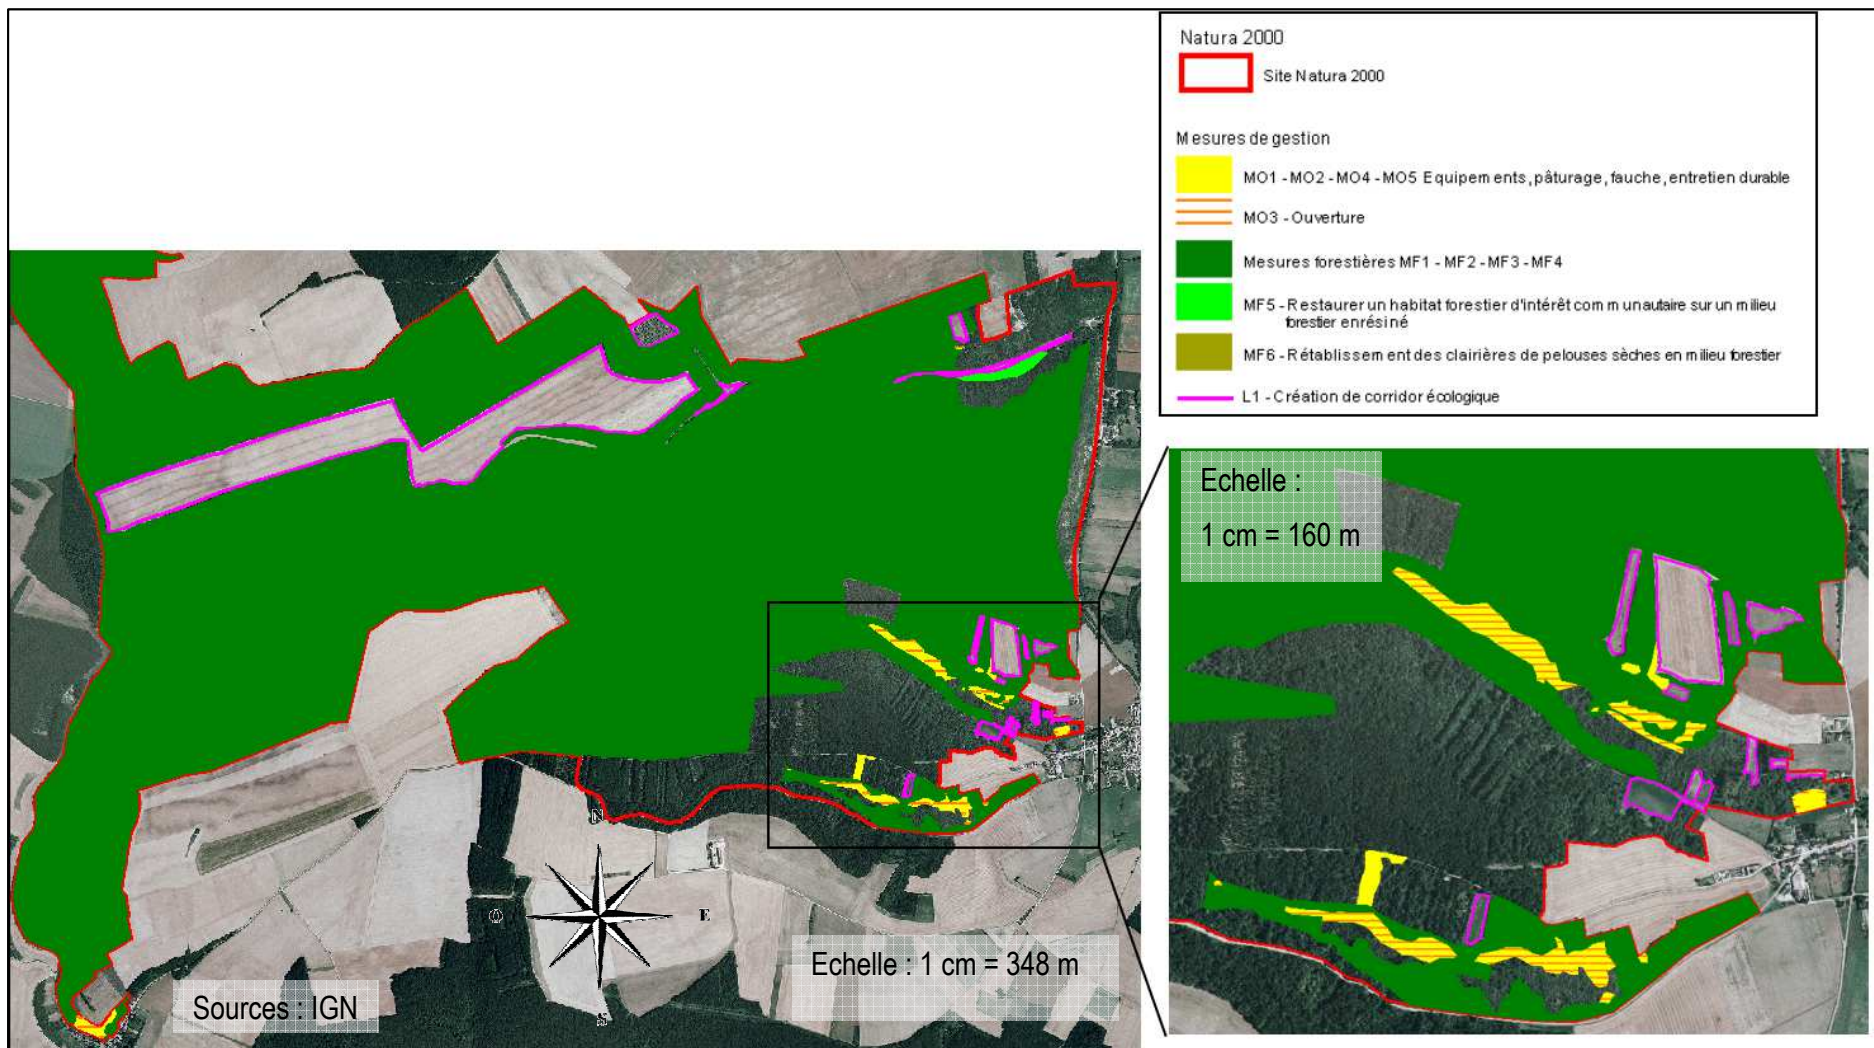 Natura 2000
Site Natura 2000
Mesures de gestion
MO1 - MO2 - MO4 - MO5 Equipements, pâturage, fauche, entretien durable
MO3 - Ouverture
Mesures forestières MF1 - MF2 - MF3 - MF4
MF5 - Restaurer un habitat forestier d'intérêt communautaire sur un milieu
forestier enrésiné
MF6 - Rétablissement des clairières de pelouses sèches en milieu forestier
L1 - Création de corridor écologique
Echelle :
1 cm = 160 m
N
O
E
S
Echelle : 1 cm = 348 m
Sources : IGN